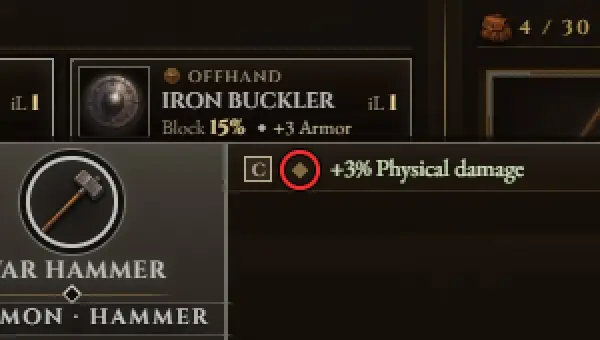 4 / 30
OFFHAND
IRON BUCKLER
iL 1
iL 1
Block 15% • +3 Armor
C
+3% Physical damage
AR HAMMER
MON · HAMMER